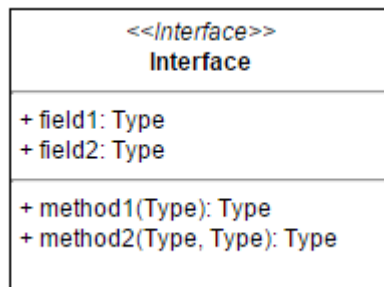 <<Interface>>
Interface
+ field1: Type
+ field2: Type
+ method1(Type): Type
+ method2(Type, Type): Type